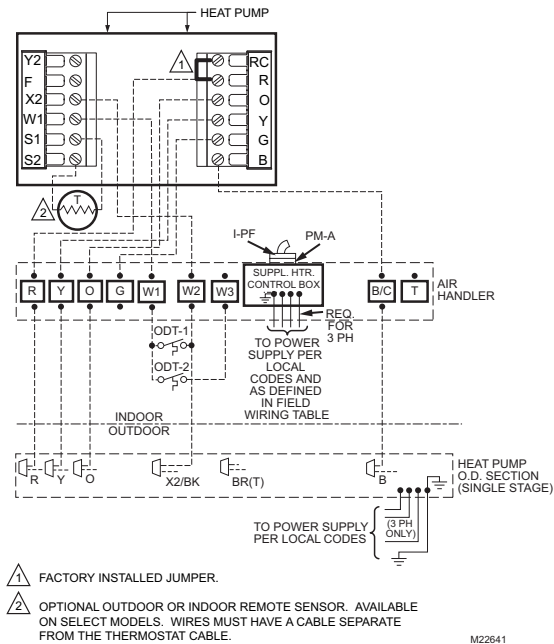 HEAT PUMP
Y2
F
X2
W1
S1
S2
1
RC
R
O
Y
G
B
2
T
I-PF
PM-A
R
Y
O
G
W1
W2
W3
SUPPL. HTR.
CONTROL BOX
B/C
T
AIR
HANDLER
REQ.
FOR
3 PH
TO POWER
SUPPLY PER
LOCAL
CODES AND
AS DEFINED
IN FIELD
WIRING TABLE
ODT-1
ODT-2
INDOOR
OUTDOOR
R
Y
O
X2/BK
BR(T)
B
HEAT PUMP
O.D. SECTION
(SINGLE STAGE)
TO POWER SUPPLY
PER LOCAL CODES
(3 PH
ONLY)
1 FACTORY INSTALLED JUMPER.
2 OPTIONAL OUTDOOR OR INDOOR REMOTE SENSOR. AVAILABLE
ON SELECT MODELS. WIRES MUST HAVE A CABLE SEPARATE
FROM THE THERMOSTAT CABLE.
M22641